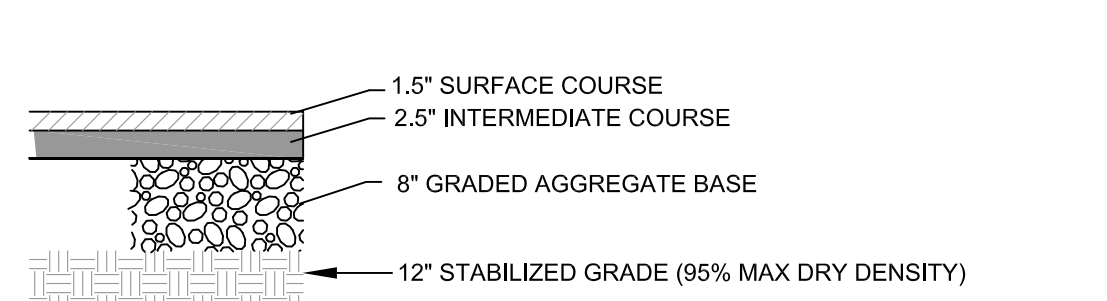 1.5" SURFACE COURSE
2.5" INTERMEDIATE COURSE
8" GRADED AGGREGATE BASE
12" STABILIZED GRADE (95% MAX DRY DENSITY)